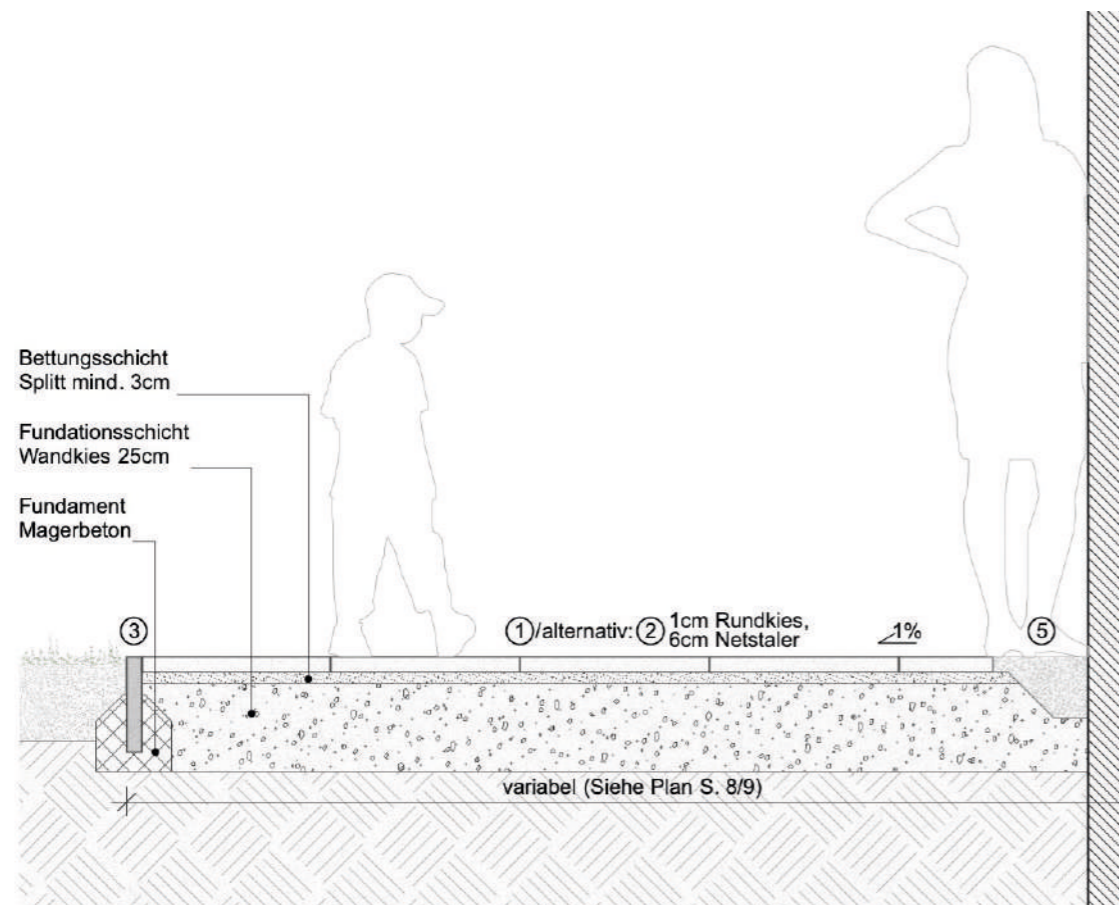 Bettungsschicht
Splitt mind. 3cm
Fundationsschicht
Wandkies 25cm
Fundament
Magerbeton
③
①/alternativ: ② 1cm Rundkies,
6cm Netstaler
1%
⑤
variabel (Siehe Plan S. 8/9)